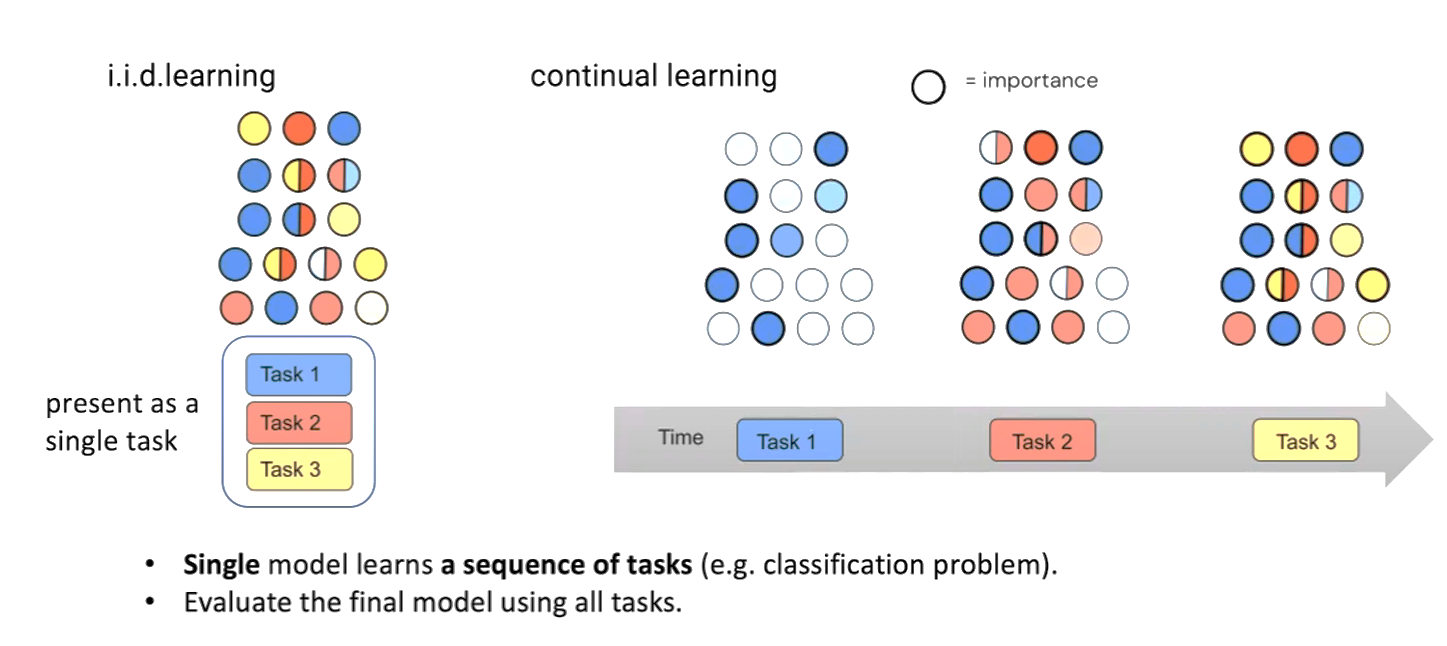 i.i.d.learning
continual learning
= importance
present as a
single task
Task 1
Task 2
Task 3
Time
Task 1
Task 2
Task 3
• Single model learns a sequence of tasks (e.g. classification problem).
• Evaluate the final model using all tasks.